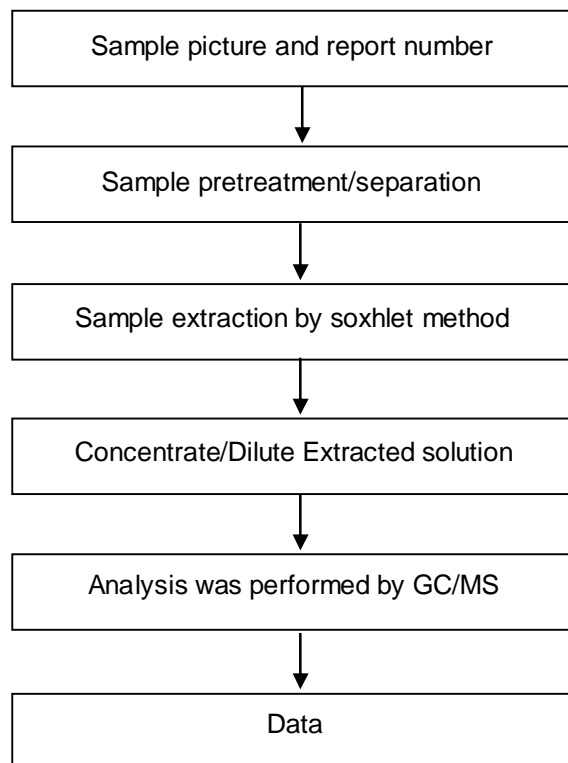 Sample picture and report number
Sample pretreatment/separation
Sample extraction by soxhlet method
Concentrate/Dilute Extracted solution
Analysis was performed by GC/MS
Data